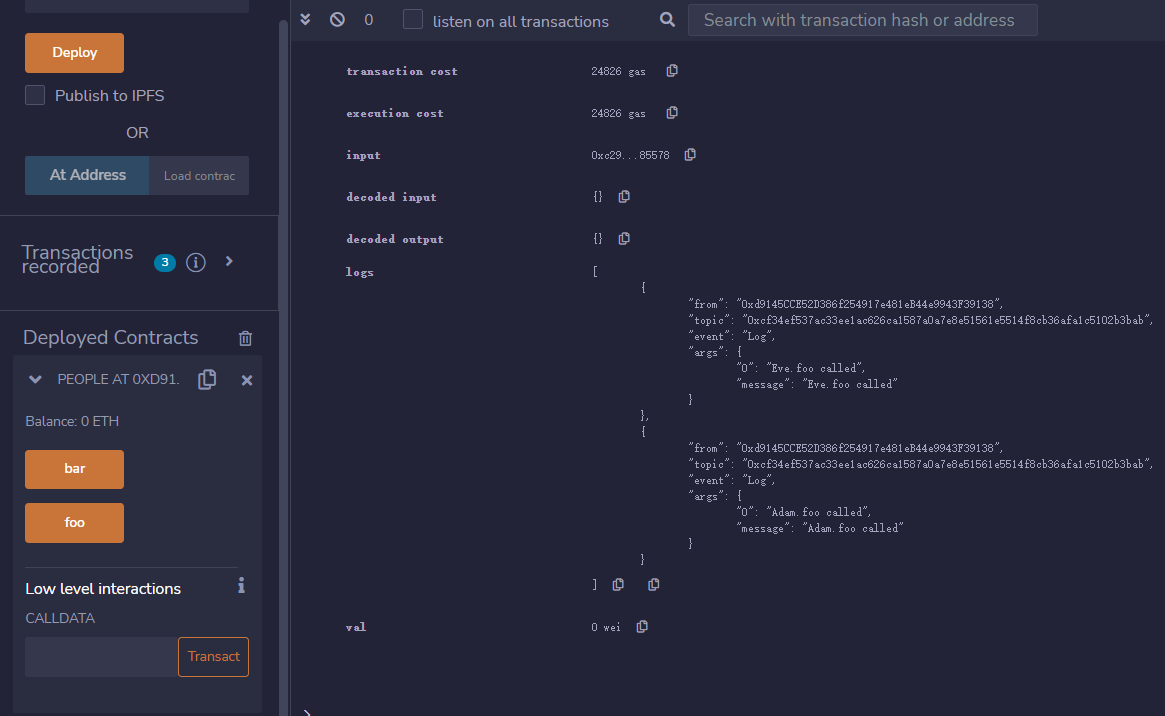 Deploy
Publish to IPFS
OR
At Address Load contrac
Transactions
recorded 3
Deployed Contracts
PEOPLE AT 0XD91.
Balance: 0 ETH
bar
foo
Low level interactions
CALLDATA
Transact
0 listen on all transactions Search with transaction hash or address
transaction cost 24826 gas
execution cost 24826 gas
input 0xc29...85578
decoded input {}
decoded output {}
logs [
{
"from": "0xd9145CCE52D386f254917e481eB44e9943F39138",
"topic": "0xcf34ef537ac33ee1ac626ca1587a0a7e8e51561e5514f8cb36afa1c5102b3bab",
"event": "Log",
"args": {
"0": "Eve.foo called",
"message": "Eve.foo called"
}
},
{
"from": "0xd9145CCE52D386f254917e481eB44e9943F39138",
"topic": "0xcf34ef537ac33ee1ac626ca1587a0a7e8e51561e5514f8cb36afa1c5102b3bab",
"event": "Log",
"args": {
"0": "Adam.foo called",
"message": "Adam.foo called"
}
}
]
val 0 wei
>